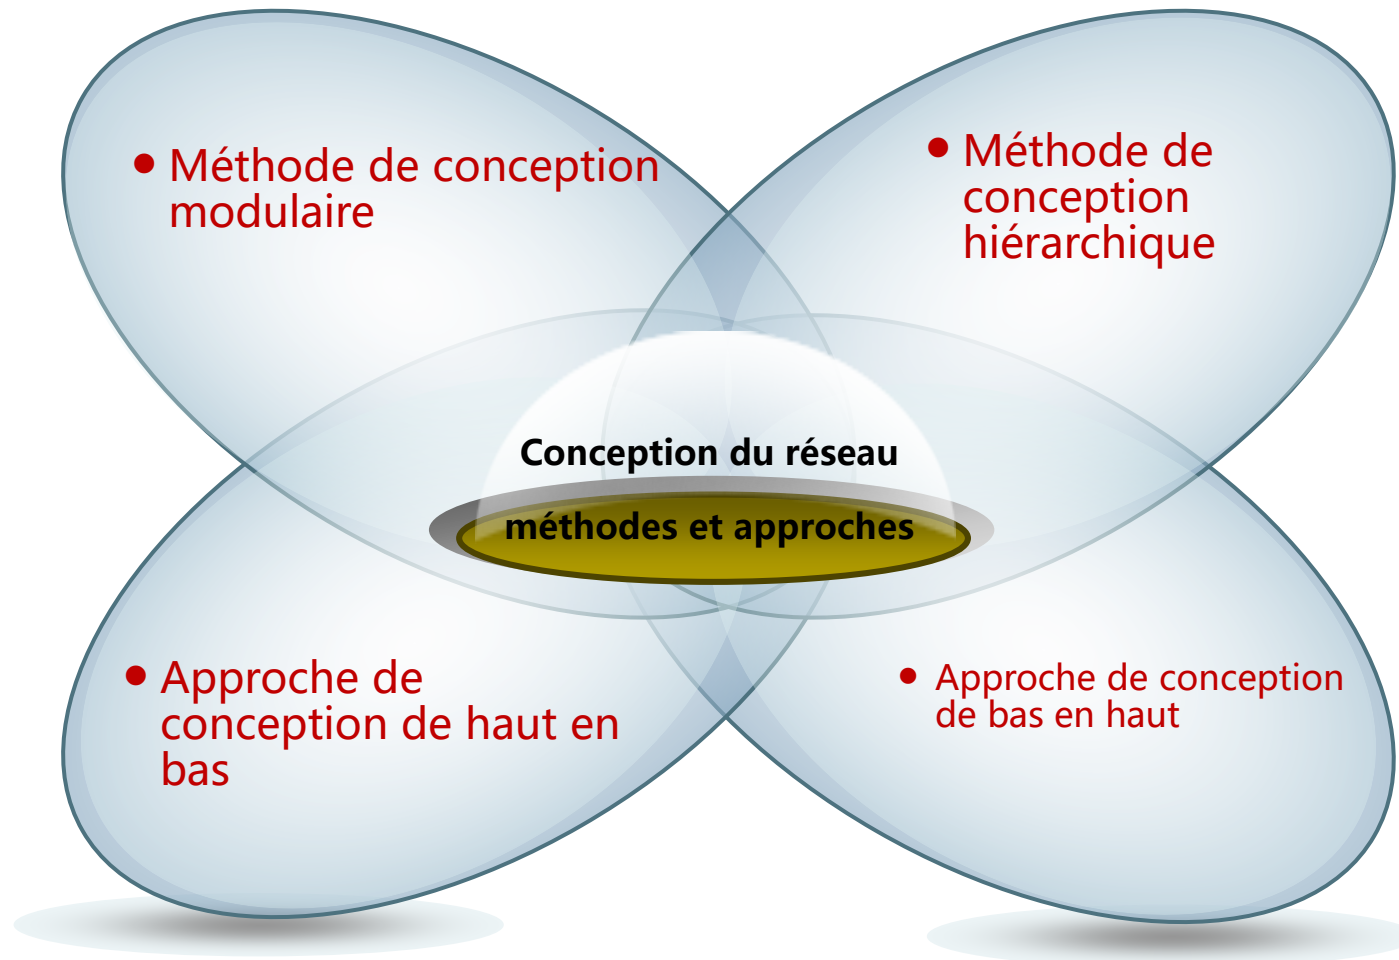 • Méthode de conception
modulaire
• Méthode de
conception
hiérarchique
Conception du réseau
méthodes et approches
• Approche de
conception de haut en
bas
• Approche de conception
de bas en haut